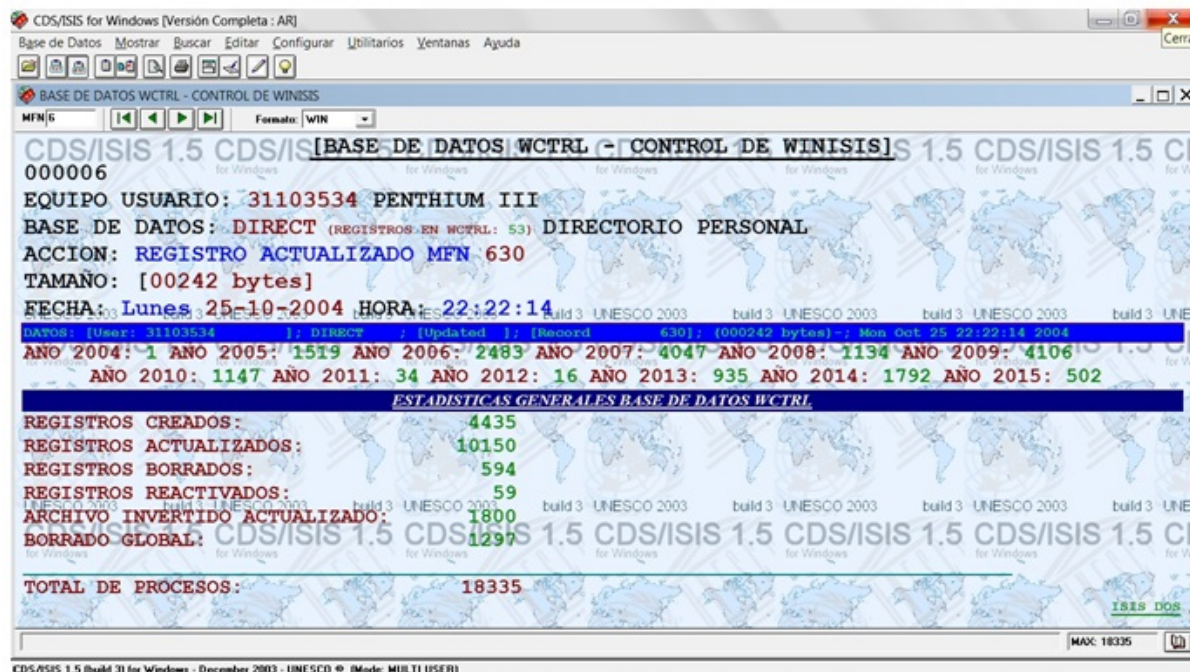 CDS/ISIS for Windows [Versión Completa : AR]
Base de Datos Mostrar Buscar Editar Configurar Utilitarios Ventanas Ayuda
Cerra
BASE DE DATOS WCTRL - CONTROL DE WINISIS
MFN 6 Formato: WIN
[BASE DE DATOS WCTRL - CONTROL DE WINISIS]
000006
EQUIPO USUARIO: 31103534 PENTHIUM III
BASE DE DATOS: DIRECT (REGISTROS EN WCTRL: 53) DIRECTORIO PERSONAL
ACCION: REGISTRO ACTUALIZADO MFN 630
TAMAÑO: [00242 bytes]
FECHA: Lunes 25-10-2004 HORA: 22:22:14
DATOS: [User: 31103534 ]; DIRECT ; [Updated ]; [Record 630]; (000242 bytes)-; Mon Oct 25 22:22:14 2004
AÑO 2004: 1 AÑO 2005: 1519 AÑO 2006: 2483 AÑO 2007: 4047 AÑO 2008: 1134 AÑO 2009: 4106
AÑO 2010: 1147 AÑO 2011: 34 AÑO 2012: 16 AÑO 2013: 935 AÑO 2014: 1792 AÑO 2015: 502
ESTADISTICAS GENERALES BASE DE DATOS WCTRL
REGISTROS CREADOS: 4435
REGISTROS ACTUALIZADOS: 10150
REGISTROS BORRADOS: 594
REGISTROS REACTIVADOS: 59
ARCHIVO INVERTIDO ACTUALIZADO: 1800
BORRADO GLOBAL: 1297
TOTAL DE PROCESOS: 18335
ISIS DOS
MAX: 18335
CDS/ISIS 1.5 (build 3) for Windows - December 2003 - UNESCO © (Mode: MULTI USER)